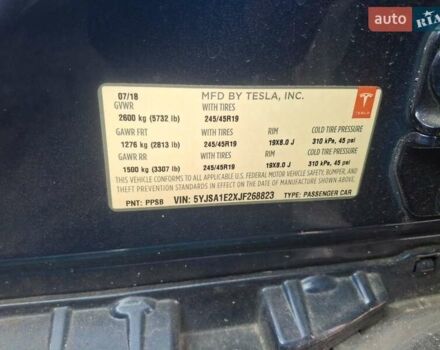 auto RIA
07/18 MFD BY TESLA, INC.
GVWR WITH TIRES
2600 kg (5732 lb) 245/45R19
GAWR FRT WITH TIRES RIM COLD TIRE PRESSURE
1276 kg (2813 lb) 245/45R19 19X8.0 J 310 kPa, 45 psi
GAWR RR WITH TIRES RIM COLD TIRE PRESSURE
1500 kg (3307 lb) 245/45R19 19X8.0 J 310 kPa, 45 psi
THIS VEHICLE CONFORMS TO ALL APPLICABLE U.S. FEDERAL MOTOR VEHICLE SAFETY, BUMPER, AND
THEFT PREVENTION STANDARDS IN EFFECT ON THE DATE OF MANUFACTURE SHOWN ABOVE.
PNT: PPSB VIN: 5YJSA1E2XJF268823 TYPE: PASSENGER CAR
TESLA